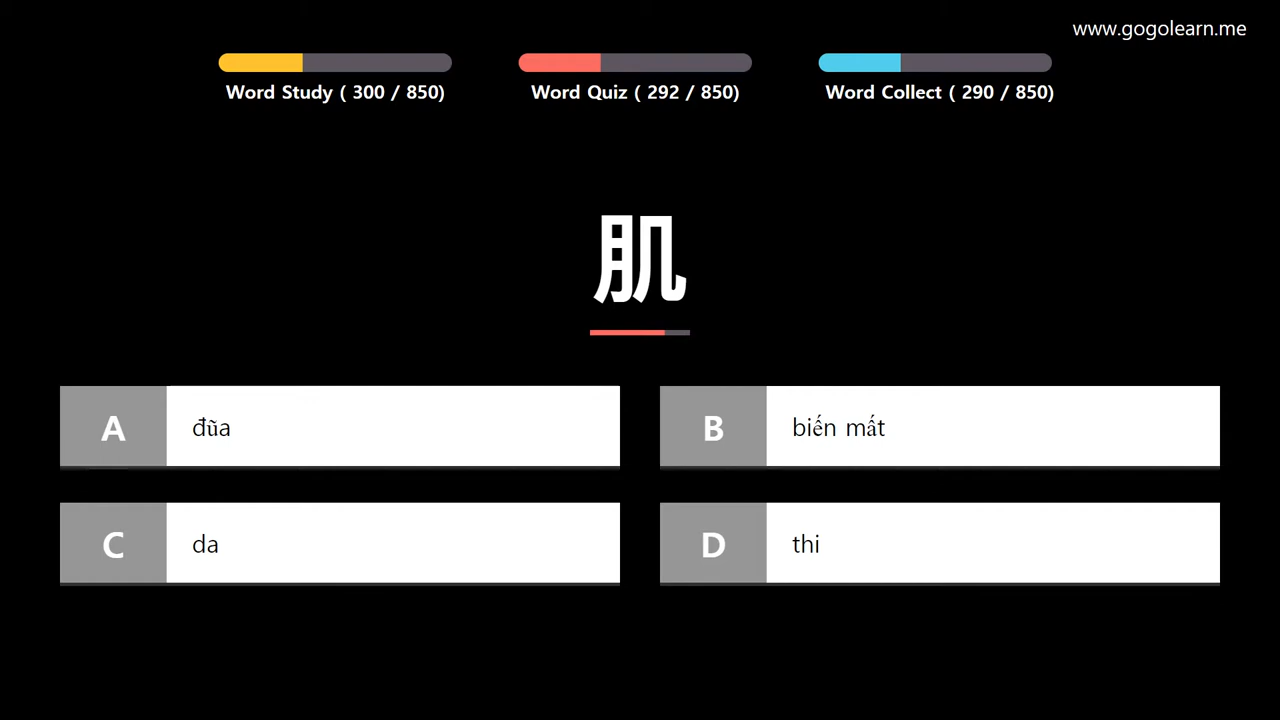 www.gogolearn.me
Word Study ( 300 / 850)
Word Quiz ( 292 / 850)
Word Collect ( 290 / 850)
肌
A đũa
B biến mất
C da
D thi